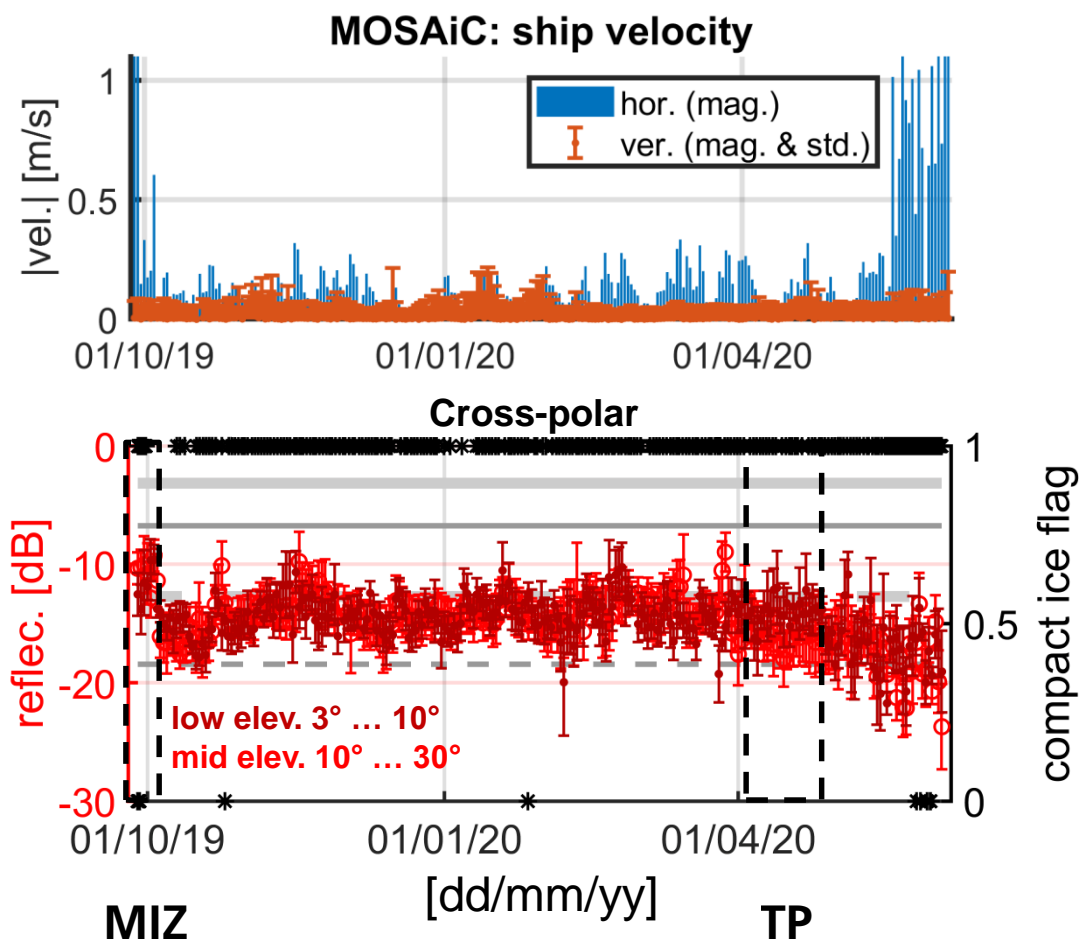 MOSAiC: ship velocity
|vel.| [m/s]
1
0.5
0
hor. (mag.)
ver. (mag. & std.)
01/10/19
01/01/20
01/04/20
Cross-polar
reflec. [dB]
0
-10
-20
-30
low elev. 3° ... 10°
mid elev. 10° ... 30°
1
0.5
0
compact ice flag
01/10/19
01/01/20
01/04/20
[dd/mm/yy]
MIZ
TP